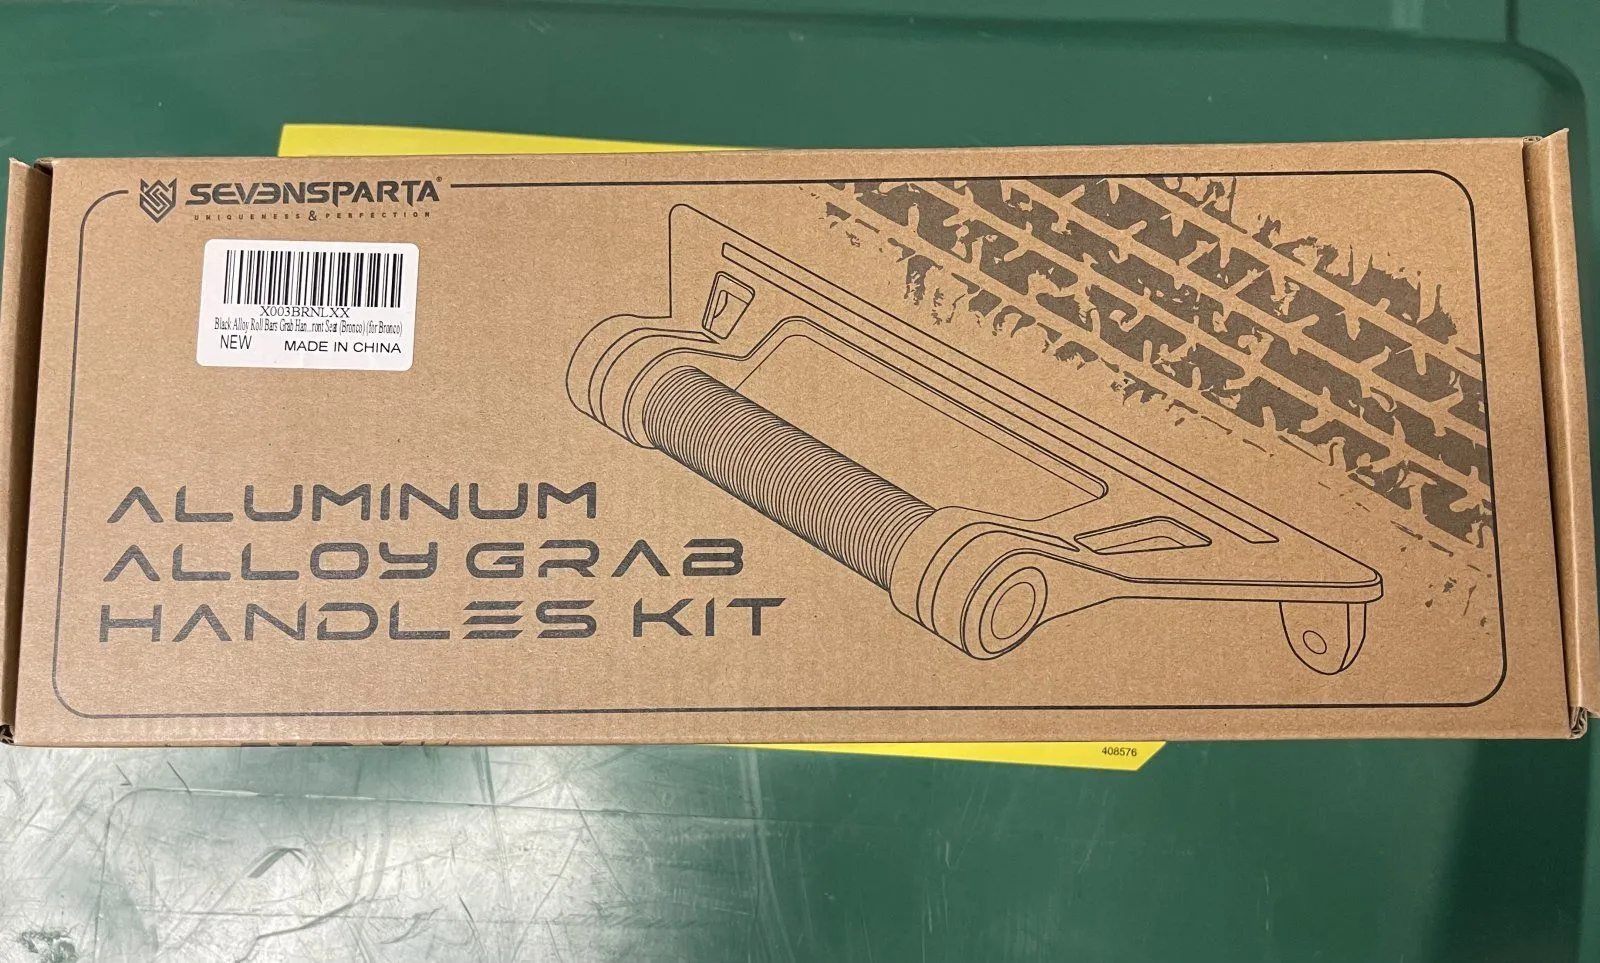 SEVENSPARTA®
UNIQUENESS & PERFECTION
X003BRNLXX
Black Alloy Roll Bars Grab Han...ront Seat (Bronco) (for Bronco)
NEW MADE IN CHINA
ALUMINUM
ALLOY GRAB
HANDLES KIT
408576